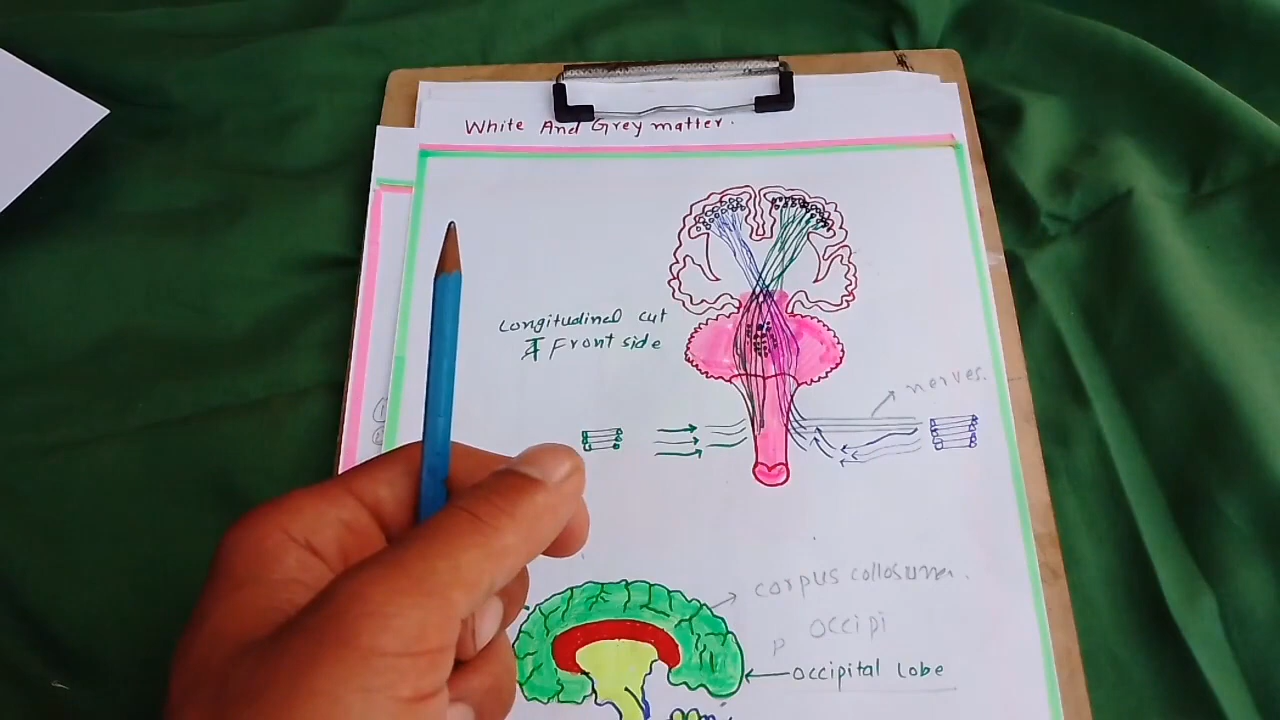 White And Grey matter.
Longitudinal cut
Front side
nerves.
corpus collosum.
occipi
P
occipital lobe